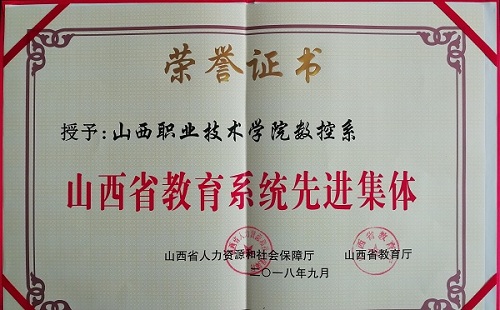 荣誉证书
授予:山西职业技术学院数控系
山西省教育系统先进集体
山西省人力资源和社会保障厅 山西省教育厅
二〇一八年九月